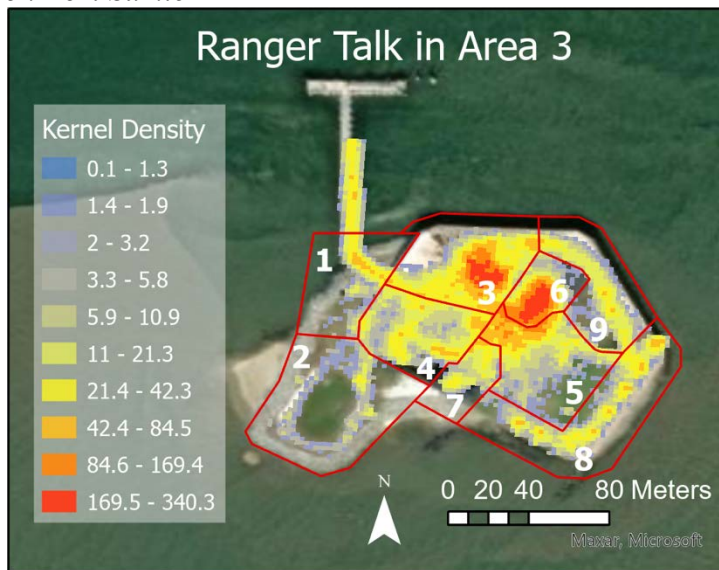 Ranger Talk in Area 3
Kernel Density
0.1 - 1.3
1.4 - 1.9
2 - 3.2
3.3 - 5.8
5.9 - 10.9
11 - 21.3
21.4 - 42.3
42.4 - 84.5
84.6 - 169.4
169.5 - 340.3
1
2
3
4
5
6
7
8
9
N
0 20 40 80 Meters
Maxar, Microsoft